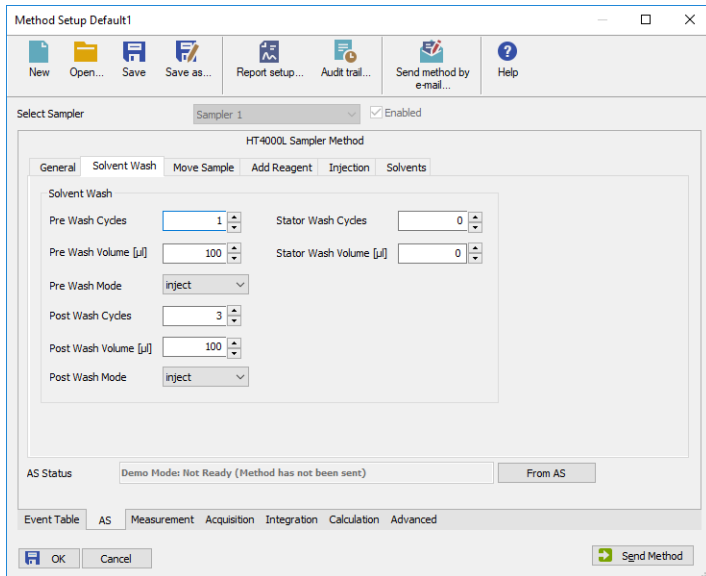 Method Setup Default1
New Open... Save Save as... Report setup... Audit trail... Send method by e-mail... Help
Select Sampler Sampler 1 Enabled
HT4000L Sampler Method
General Solvent Wash Move Sample Add Reagent Injection Solvents
Solvent Wash
Pre Wash Cycles 1 Stator Wash Cycles 0
Pre Wash Volume [µl] 100 Stator Wash Volume [µl] 0
Pre Wash Mode inject
Post Wash Cycles 3
Post Wash Volume [µl] 100
Post Wash Mode inject
AS Status Demo Mode: Not Ready (Method has not been sent) From AS
Event Table AS Measurement Acquisition Integration Calculation Advanced
OK Cancel Send Method